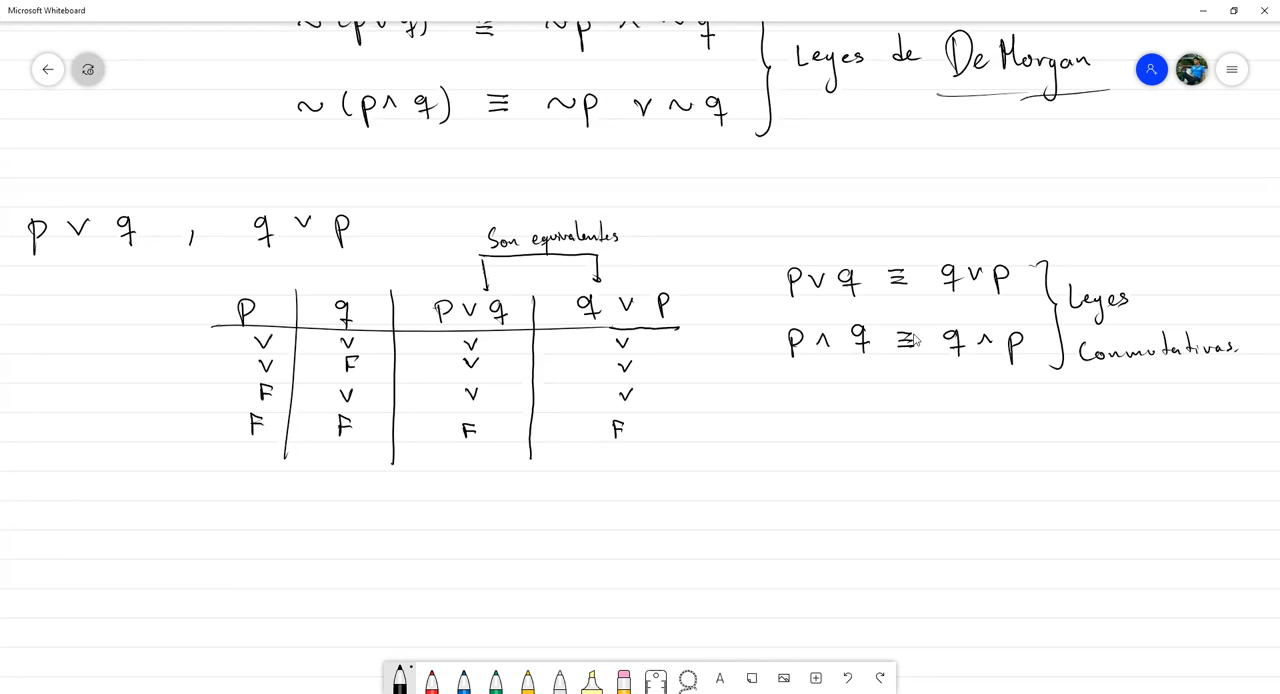 Microsoft Whiteboard
~(p∨q) ≡ ~p ∧ ~q
Leyes de De Morgan
~(p∧q) ≡ ~p ∨ ~q
p ∨ q , q ∨ p
Son equivalentes
p q p∨q q∨p
V V V V
V F V V
F V V V
F F F F
p∨q ≡ q∨p
p∧q ≡ q∧p
Leyes
Conmutativas.
A